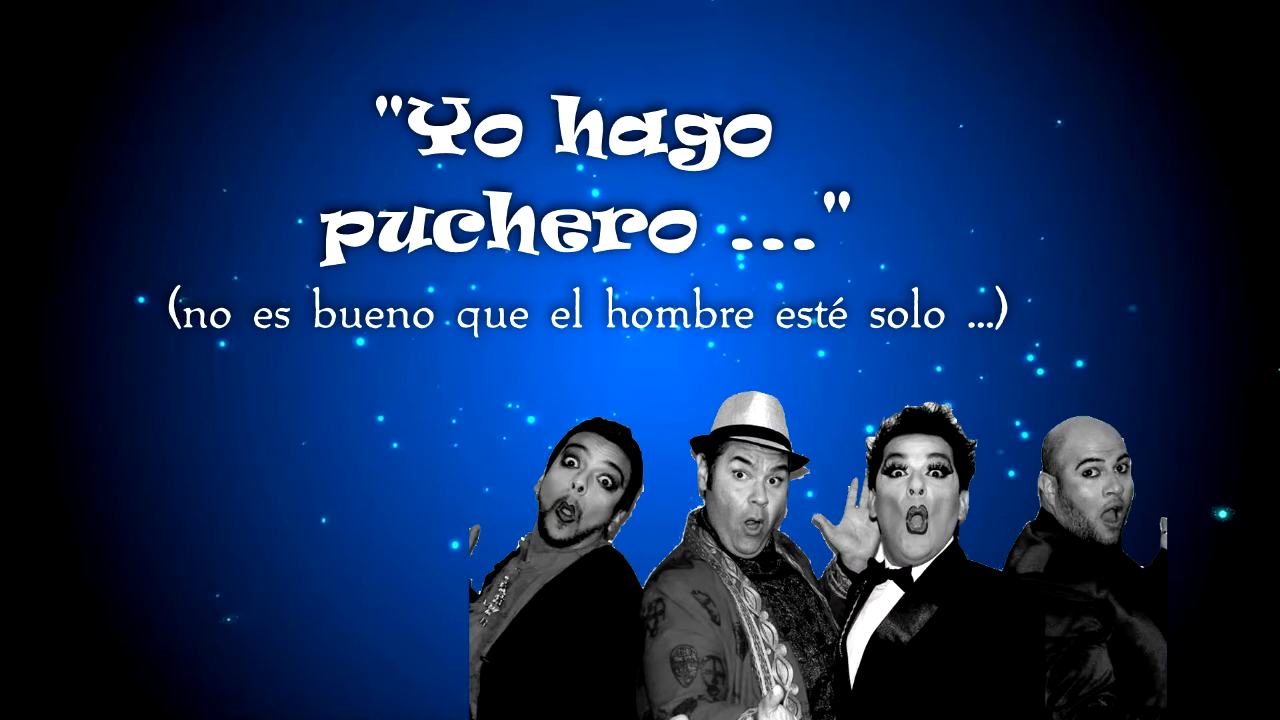 "Yo hago
puchero ..."
(no es bueno que el hombre esté solo ...)